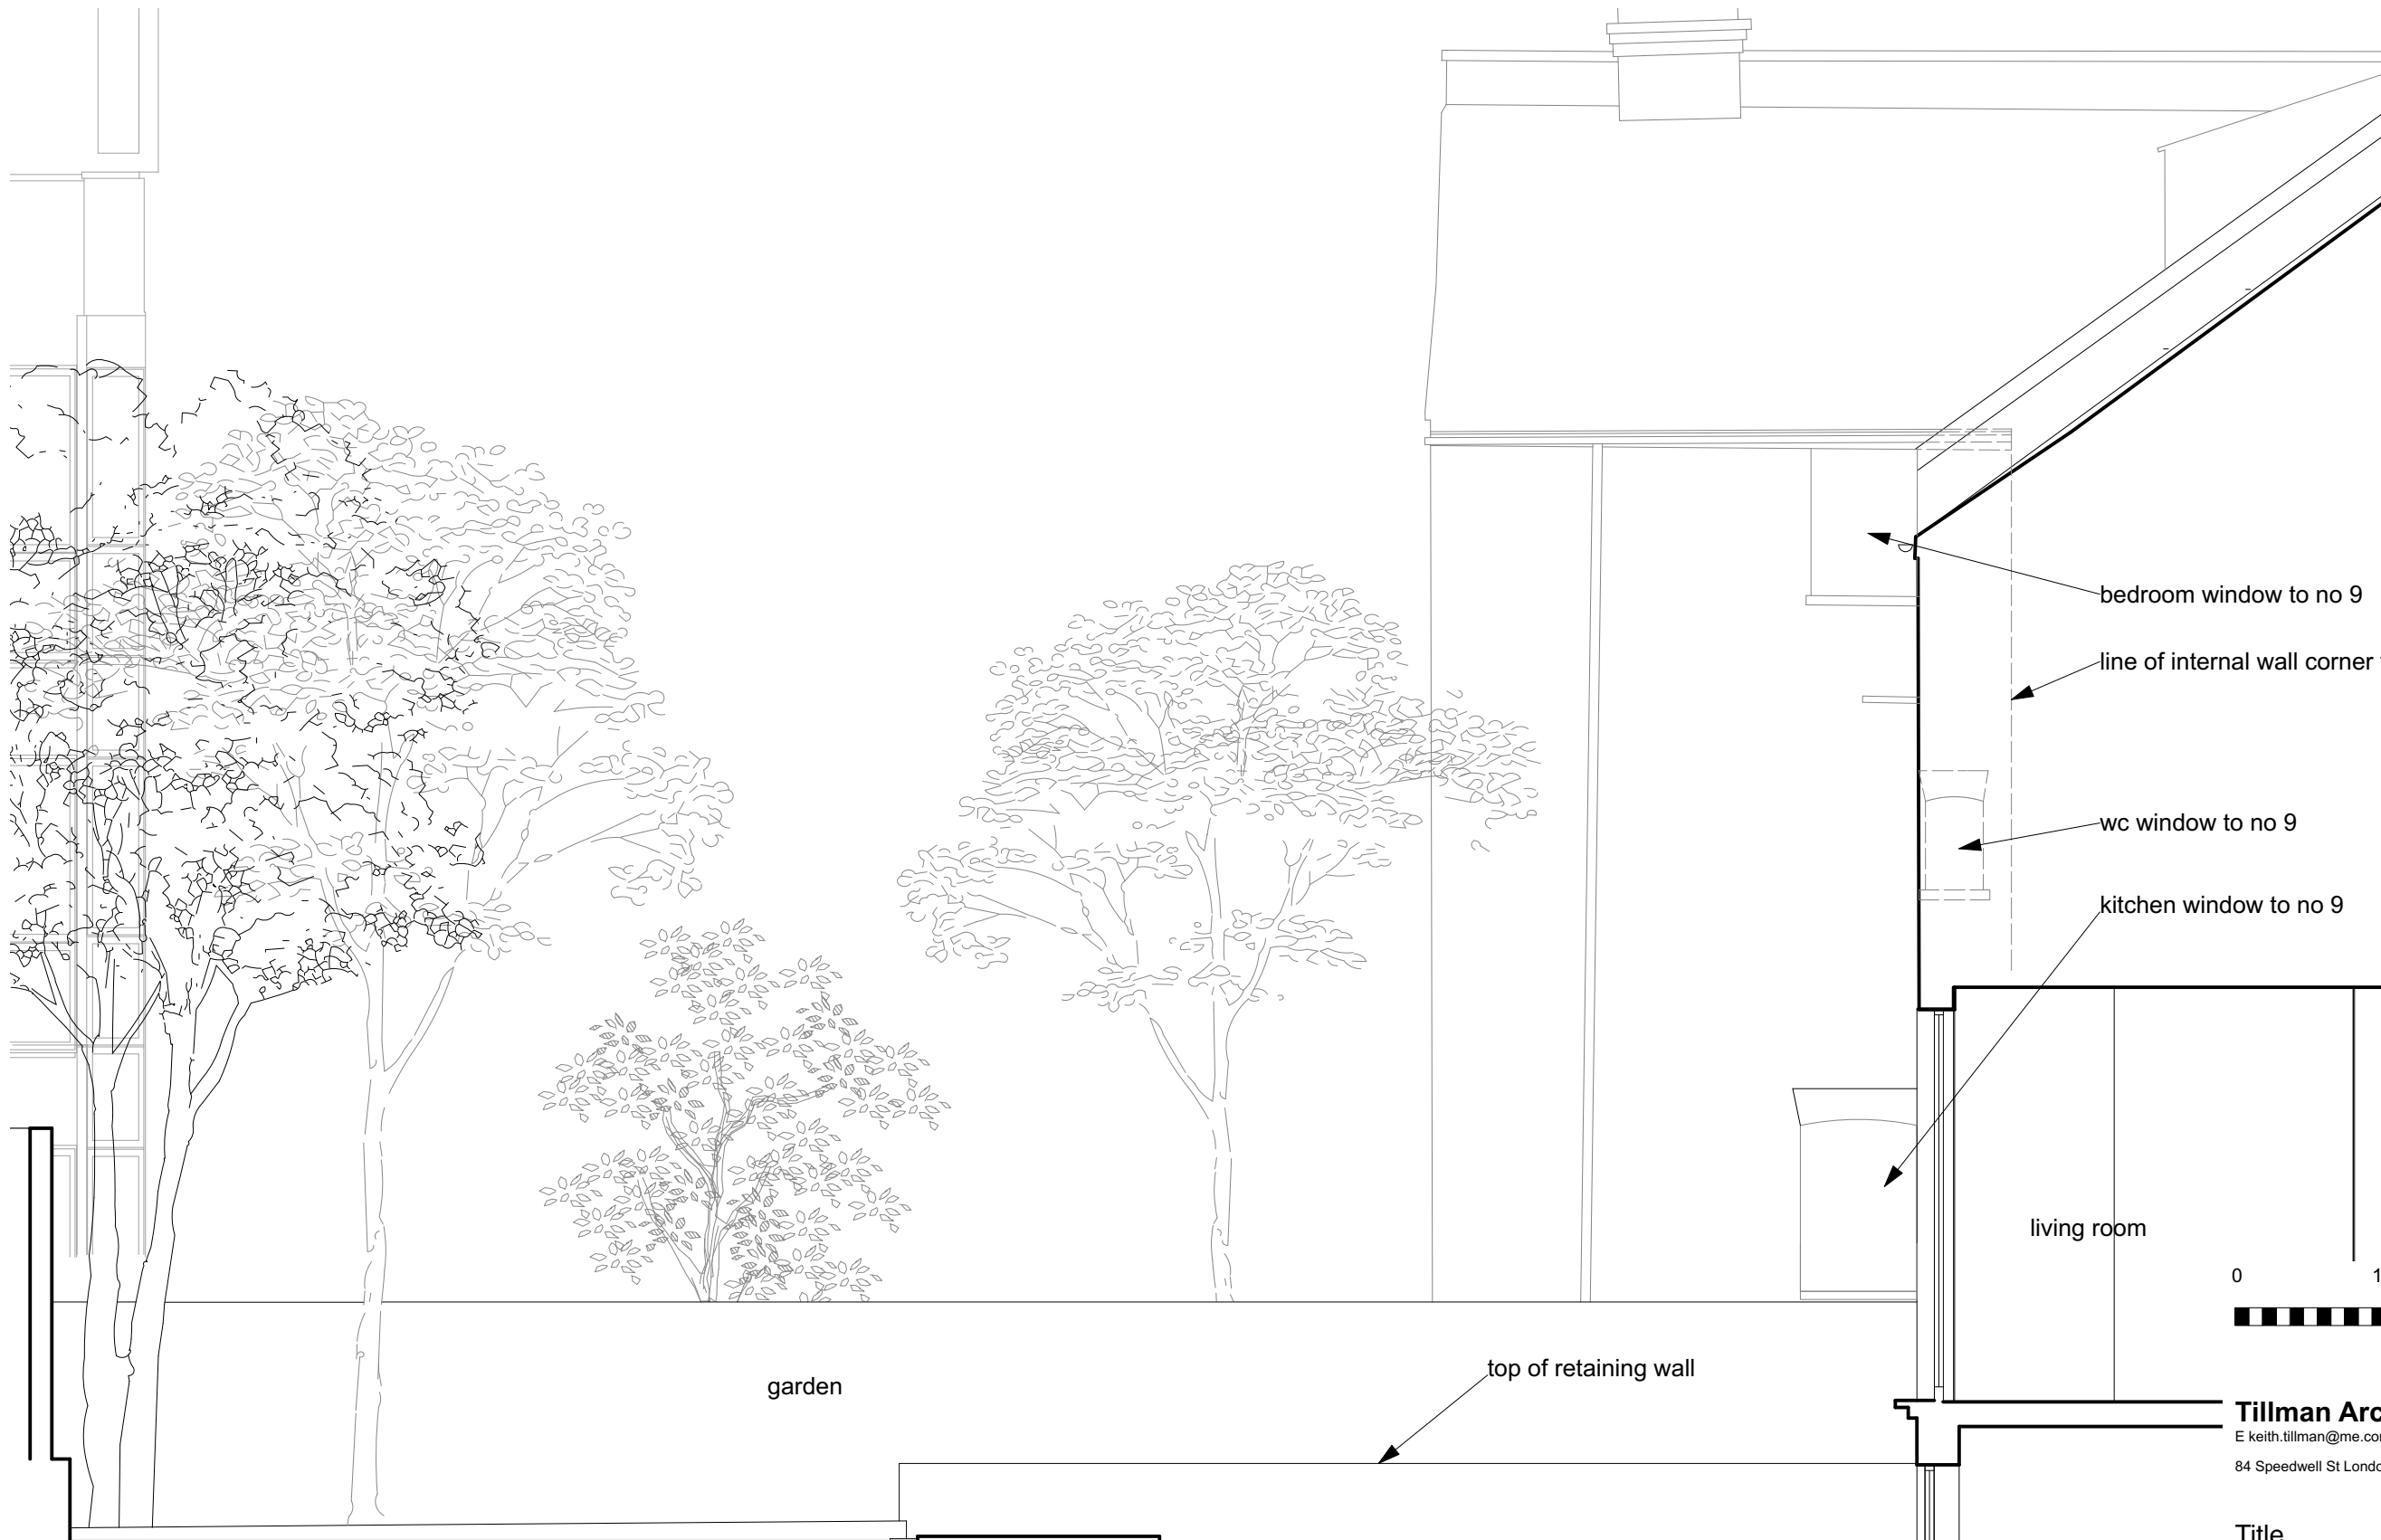 bedroom window to no 9
line of internal wall corner
wc window to no 9
kitchen window to no 9
living room
0 1
top of retaining wall
garden
Tillman Arc
E keith.tillman@me.co
84 Speedwell St Londo
Title